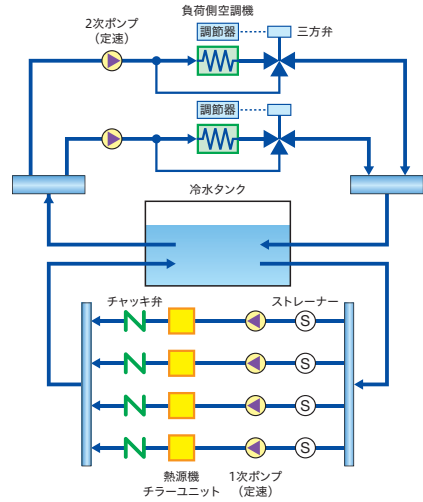 負荷側空調機
2次ポンプ
(定速)
調節器
三方弁
調節器
冷水タンク
チャッキ弁
ストレーナー
S
S
S
S
熱源機
チラーユニット
1次ポンプ
(定速)